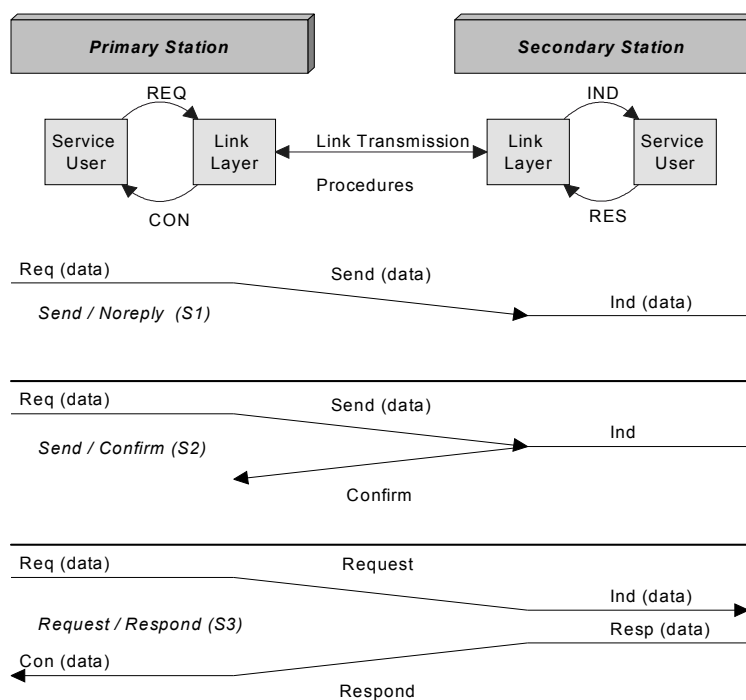 Primary Station
Secondary Station
REQ
IND
Service
User
Link
Layer
Link Transmission
Procedures
Link
Layer
Service
User
CON
RES
Req (data)
Send (data)
Ind (data)
Send / Noreply (S1)
Req (data)
Send (data)
Ind
Send / Confirm (S2)
Confirm
Req (data)
Request
Ind (data)
Request / Respond (S3)
Resp (data)
Con (data)
Respond